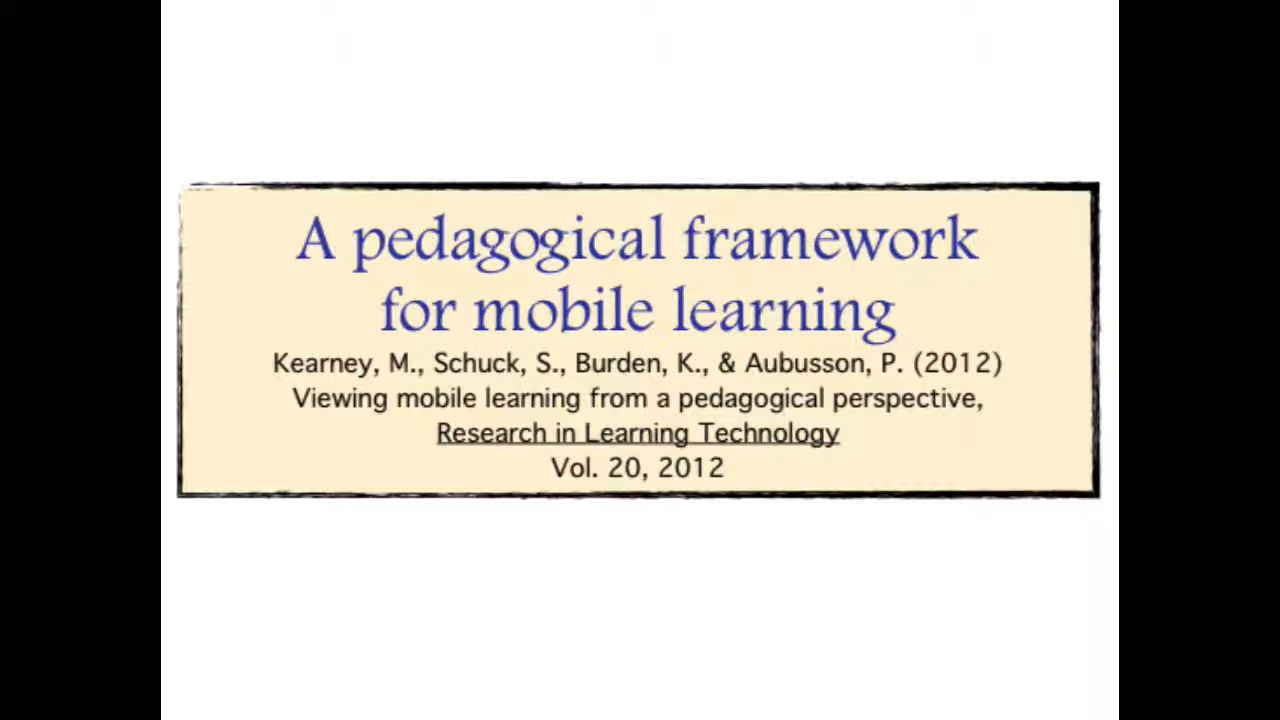 A pedagogical framework
for mobile learning
Kearney, M., Schuck, S., Burden, K., & Aubusson, P. (2012)
Viewing mobile learning from a pedagogical perspective,
Research in Learning Technology
Vol. 20, 2012